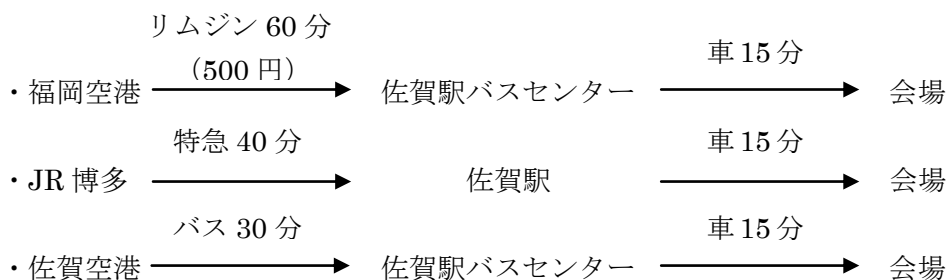 リムジン 60 分
（500 円）
車 15 分
・福岡空港 佐賀駅バスセンター 会場
特急 40 分 車 15 分
・JR 博多 佐賀駅 会場
バス 30 分 車 15 分
・佐賀空港 佐賀駅バスセンター 会場